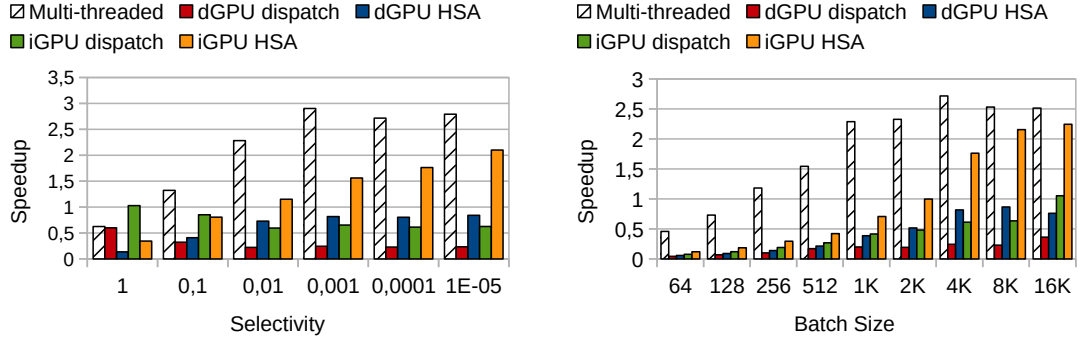 Multi-threaded dGPU dispatch dGPU HSA
iGPU dispatch iGPU HSA
3,5
3
2,5
2
1,5
1
0,5
0
Speedup
1 0,1 0,01 0,001 0,0001 1E-05
Selectivity
Multi-threaded dGPU dispatch dGPU HSA
iGPU dispatch iGPU HSA
3
2,5
2
1,5
1
0,5
0
Speedup
64 128 256 512 1K 2K 4K 8K 16K
Batch Size